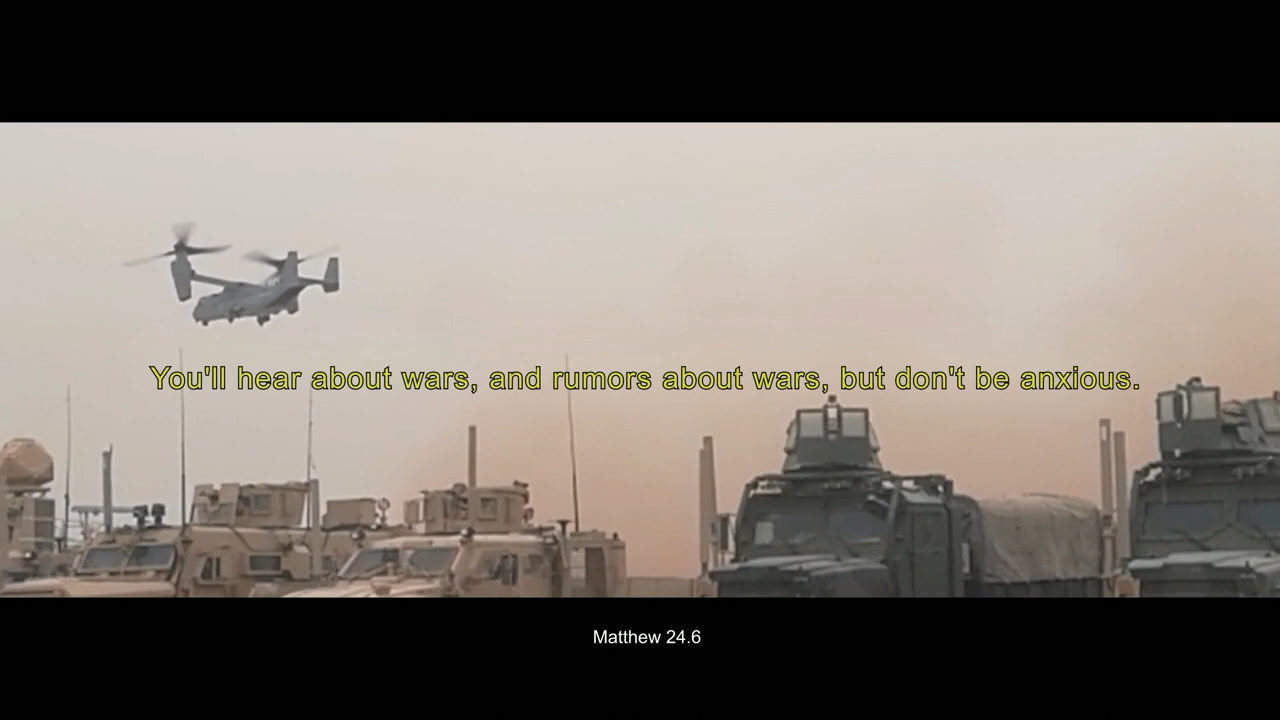 You'll hear about wars, and rumors about wars, but don't be anxious.
Matthew 24.6